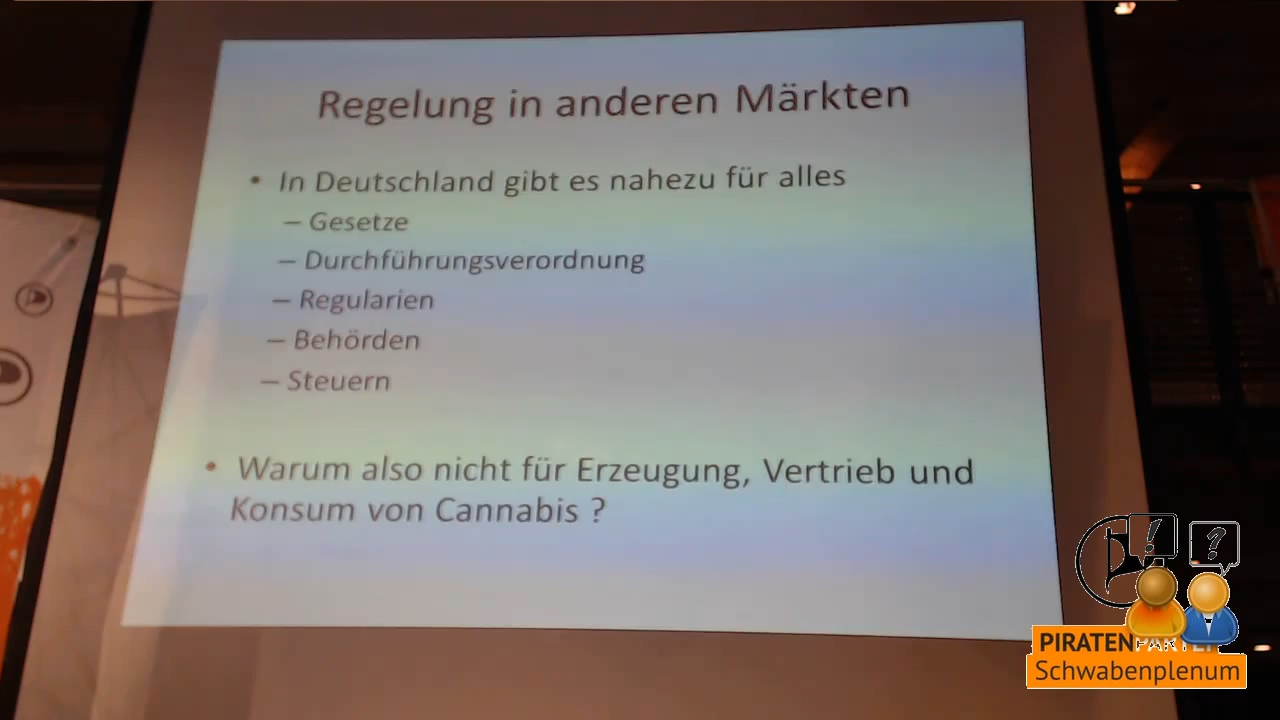 Regelung in anderen Märkten
• In Deutschland gibt es nahezu für alles
– Gesetze
– Durchführungsverordnung
– Regularien
– Behörden
– Steuern
• Warum also nicht für Erzeugung, Vertrieb und
Konsum von Cannabis ?
! ?
PIRATENPARTEI
Schwabenplenum